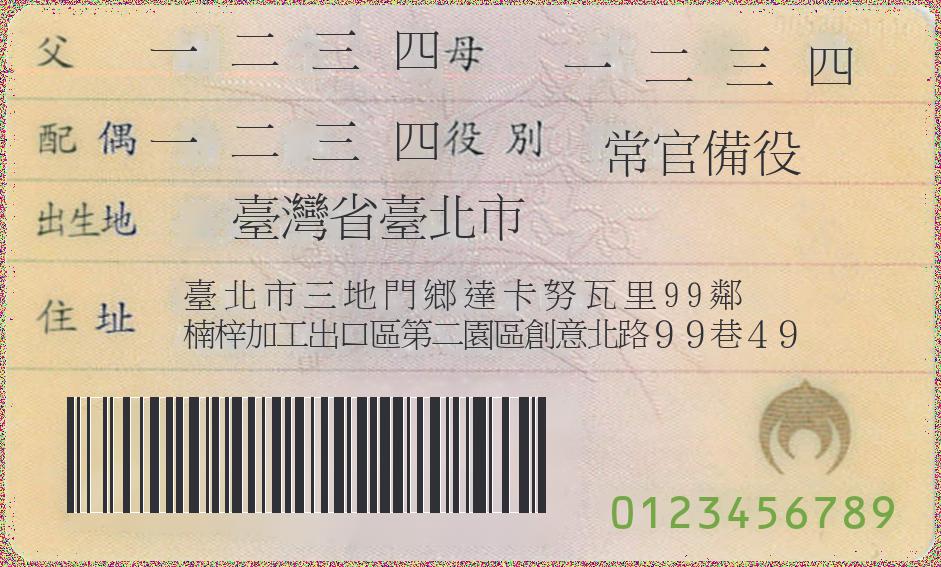 父 一 二 三 四 母 一 二 三 四
配 偶 一 二 三 四 役 別 常官備役
出生地 臺灣省臺北市
住 址 臺北市三地門鄉達卡努瓦里99鄰
楠梓加工出口區第二園區創意北路99巷49
0123456789